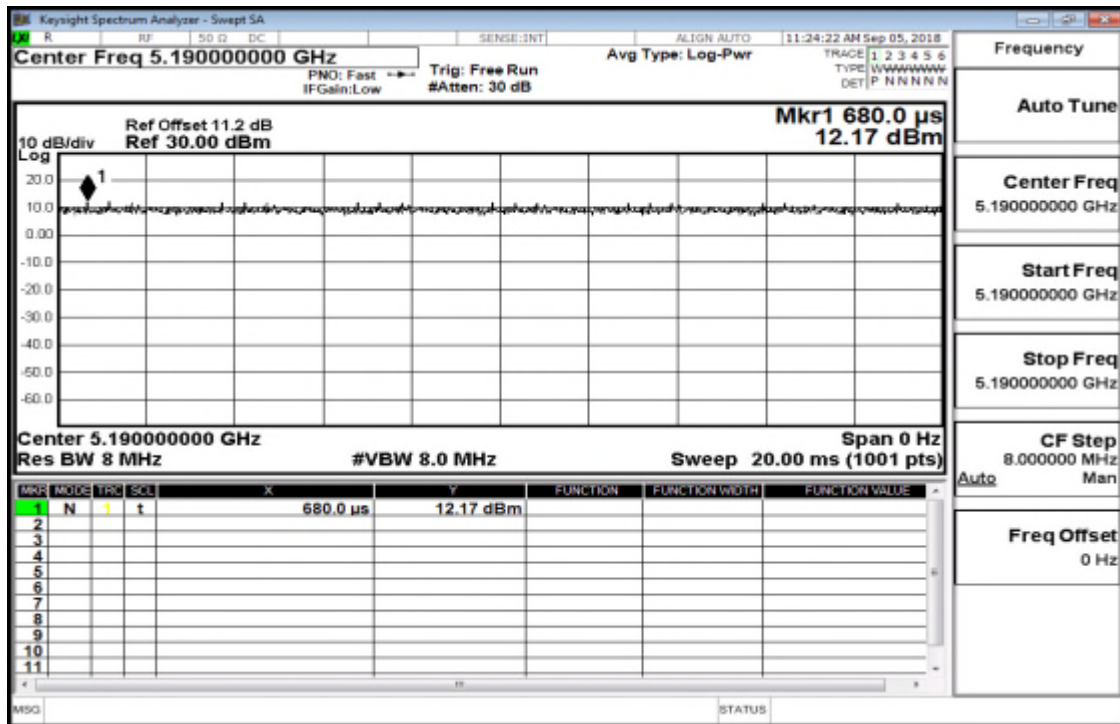 Keysight Spectrum Analyzer - Swept SA
R RF 50 Ω DC SENSE:INT ALIGN AUTO 11:24:22 AM Sep 05, 2018
Center Freq 5.190000000 GHz
PNO: Fast
IFGain:Low
Trig: Free Run
#Atten: 30 dB
Avg Type: Log-Pwr
TRACE 1 2 3 4 5 6
TYPE WWWWWW
DET P N N N N N
Ref Offset 11.2 dB
10 dB/div Ref 30.00 dBm
Log
Mkr1 680.0 µs
12.17 dBm
1
20.0
10.0
0.00
-10.0
-20.0
-30.0
-40.0
-50.0
-60.0
Center 5.190000000 GHz Span 0 Hz
Res BW 8 MHz #VBW 8.0 MHz Sweep 20.00 ms (1001 pts)
MKR MODE TRC SCL X Y FUNCTION FUNCTION WIDTH FUNCTION VALUE
1 N 1 t 680.0 µs 12.17 dBm
2
3
4
5
6
7
8
9
10
11
MSG STATUS
Frequency
Auto Tune
Center Freq
5.190000000 GHz
Start Freq
5.190000000 GHz
Stop Freq
5.190000000 GHz
CF Step
8.000000 MHz
Auto Man
Freq Offset
0 Hz